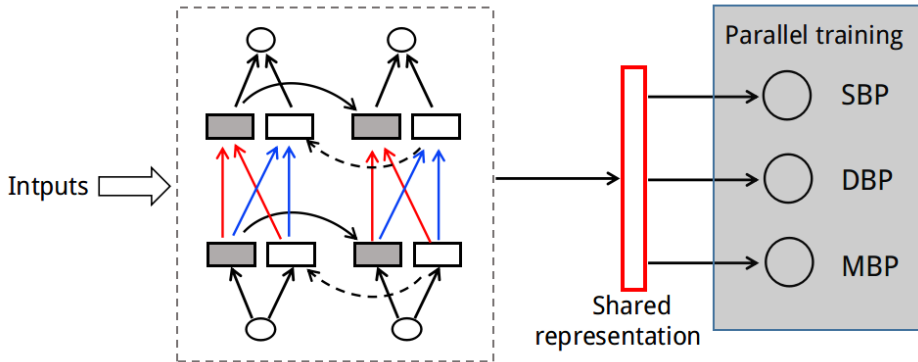 Intputs
Shared
representation
Parallel training
SBP
DBP
MBP